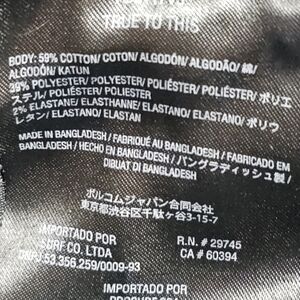 TRUE TO THIS
BODY: 59% COTTON/ COTON/ ALGODÓN/ ALGODÃO/ 綿/
ALGODÓN/ KATUN
39% POLYESTER/ POLYESTER/ POLIÉSTER/ POLIÉSTER/ ポリエ
ステル/ POLIÉSTER/ POLYESTER
2% ELASTANE/ ELASTHANNE/ ELASTANO/ ELASTANO/ ポリウ
レタン/ ELASTANO/ ELASTAN
MADE IN BANGLADESH/ FABRIQUÉ AU BANGLADESH/ FABRICADO EM
BANGLADESH/ HECHO EN BANGLADESH/ バングラディッシュ製/
DIBUAT DI BANGLADESH
ボルコムジャパン合同会社
東京都渋谷区千駄ヶ谷3-15-7
IMPORTADO POR
CO. LTDA
53.356.259/0009-93
R.N. # 29745
CA # 60394
IMPORTADO POR